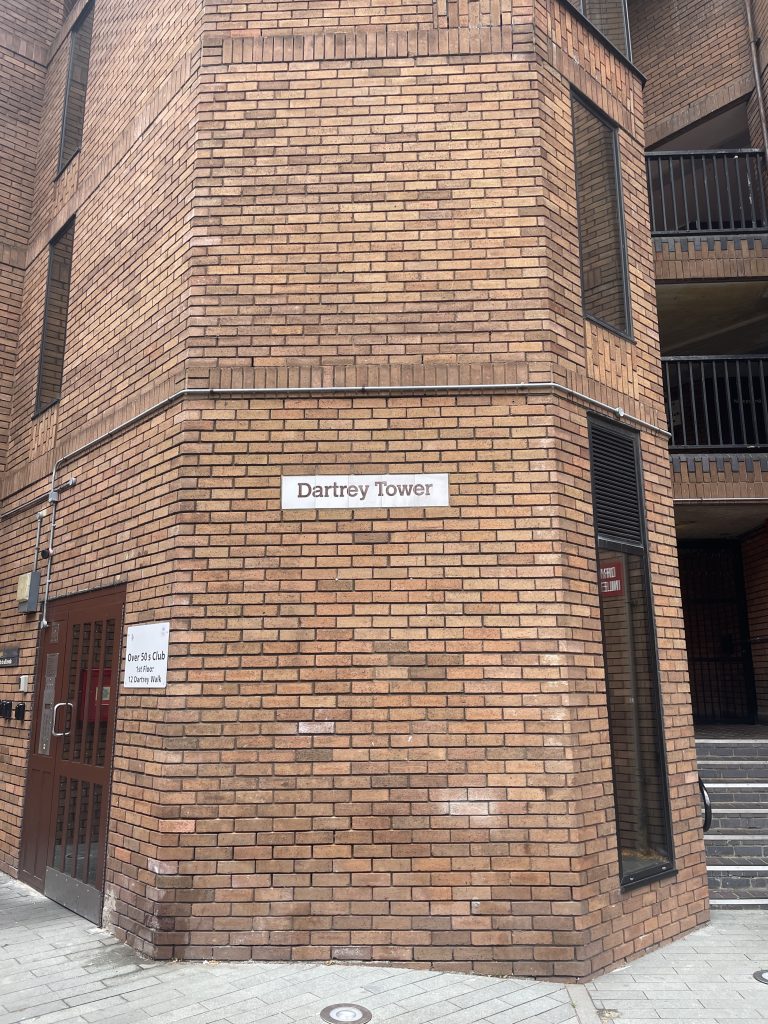 Dartrey Tower
Over 50 s Club
1st Floor
12 Dartrey Walk